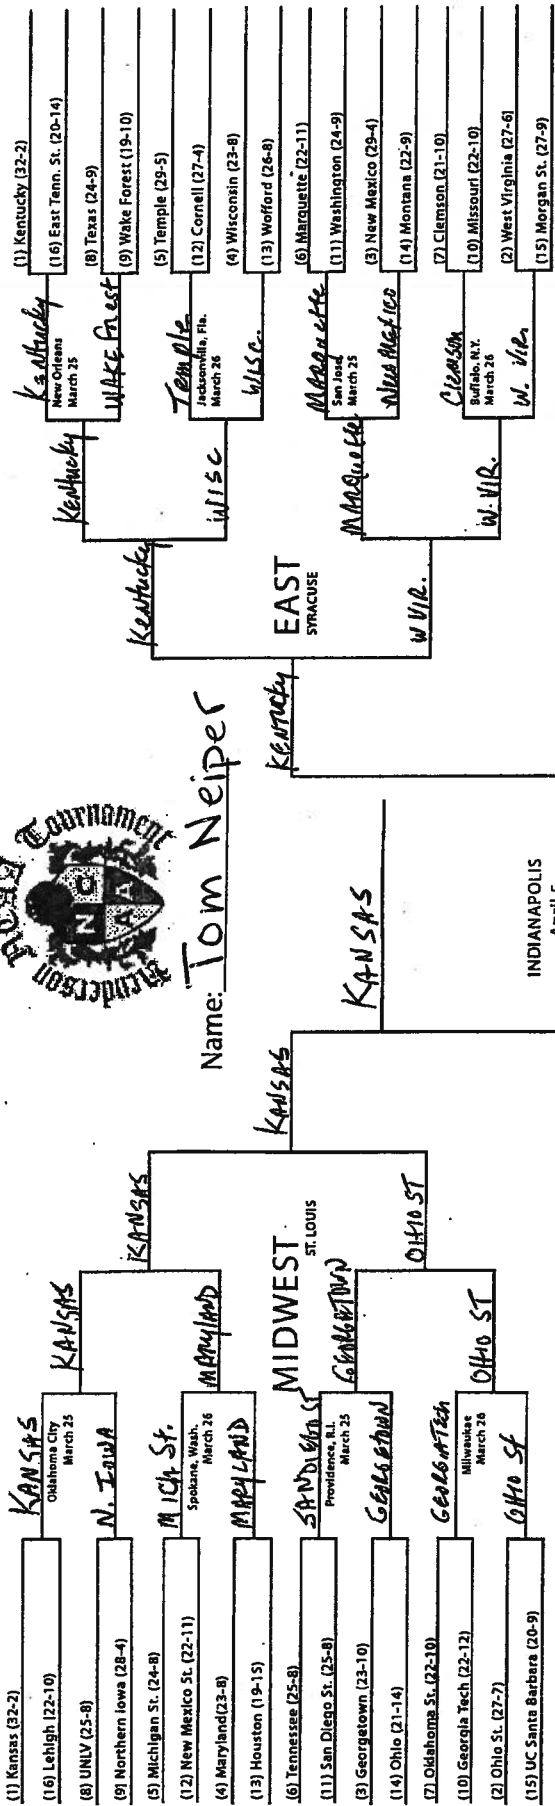 Henderson NCAA Tournament
NCAA
Name: Tom Neiper
(1) Kansas (32-2)
(16) Lehigh (22-10)
(8) UNLV (25-8)
(9) Northern Iowa (28-4)
(5) Michigan St. (24-8)
(12) New Mexico St. (22-11)
(4) Maryland(23-8)
(13) Houston (19-15)
(6) Tennessee (25-8)
(11) San Diego St. (25-8)
(3) Georgetown (23-10)
(14) Ohio (21-14)
(7) Oklahoma St. (22-10)
(10) Georgia Tech (22-12)
(2) Ohio St. (27-7)
(15) UC Santa Barbara (20-9)
KANSAS
Oklahoma City
March 25
N. IOWA
MICH St.
Spokane, Wash.
March 26
MARYLAND
SANDIEGO ST
Providence, R.I.
March 25
GEORGETOWN
GEORGIATECH
Milwaukee
March 26
OHIO St
KANSAS
MARYLAND
GEORGETOWN
OHIO ST
KANSAS
OHIO ST
MIDWEST
ST. LOUIS
KANSAS
KANSAS
INDIANAPOLIS
KENTUCKY
EAST
SYRACUSE
Kentucky
W VIR.
Kentucky
WISC
MARQUette
W. VIR.
Kentucky
New Orleans
March 25
WAKE Forest
Temple
Jacksonville, Fla.
March 26
WISC.
MARQuette
San Jose
March 25
New MEXICO
Clemson
Buffalo, N.Y.
March 26
W. VIR.
(1) Kentucky (32-2)
(16) East Tenn. St. (20-14)
(8) Texas (24-9)
(9) Wake Forest (19-10)
(5) Temple (29-5)
(12) Cornell (27-4)
(4) Wisconsin (23-8)
(13) Wofford (26-8)
(6) Marquette (22-11)
(11) Washington (24-9)
(3) New Mexico (29-4)
(14) Montana (22-9)
(7) Clemson (21-10)
(10) Missouri (22-10)
(2) West Virginia (27-6)
(15) Morgan St. (27-9)